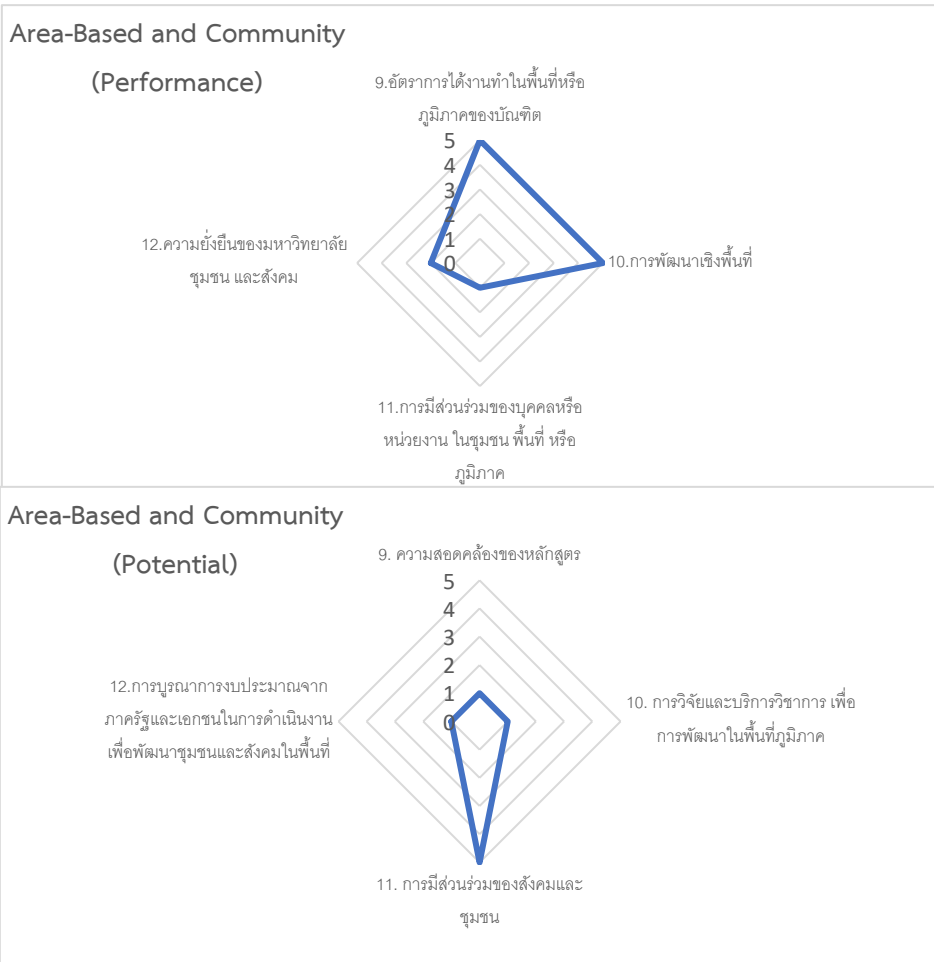 Area-Based and Community
(Performance)
9.อัตราการได้งานทำในพื้นที่หรือ
ภูมิภาคของบัณฑิต
5
4
3
2
1
0
10.การพัฒนาเชิงพื้นที่
11.การมีส่วนร่วมของบุคคลหรือ
หน่วยงาน ในชุมชน พื้นที่ หรือ
ภูมิภาค
12.ความยั่งยืนของมหาวิทยาลัย
ชุมชน และสังคม
Area-Based and Community
(Potential)
9. ความสอดคล้องของหลักสูตร
5
4
3
2
1
0
10. การวิจัยและบริการวิชาการ เพื่อ
การพัฒนาในพื้นที่ภูมิภาค
11. การมีส่วนร่วมของสังคมและ
ชุมชน
12.การบูรณาการงบประมาณจาก
ภาครัฐและเอกชนในการดำเนินงาน
เพื่อพัฒนาชุมชนและสังคมในพื้นที่